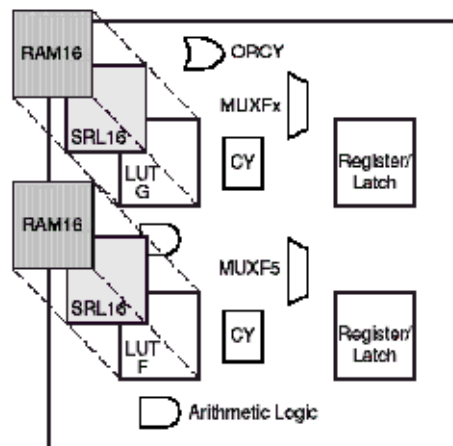 RAM16
ORCY
MUXFx
SRL16
LUT
G
CY
Register/
Latch
RAM16
MUXF5
SRL16
LUT
F
CY
Register/
Latch
Arithmetic Logic